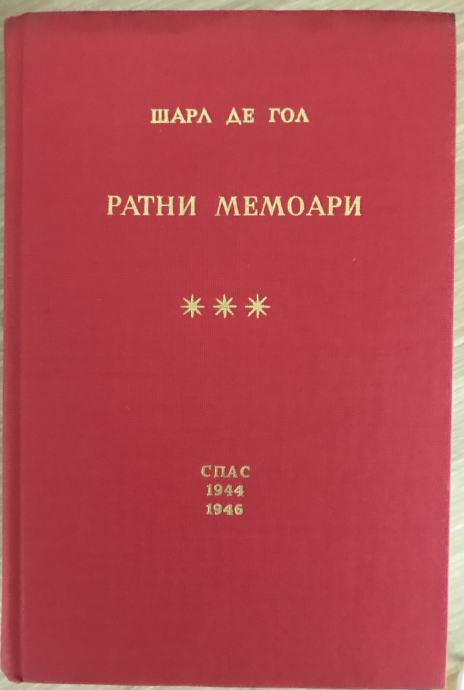 ШАРЛ ДЕ ГОЛ
РАТНИ МЕМОАРИ
СПАС
1944
1946